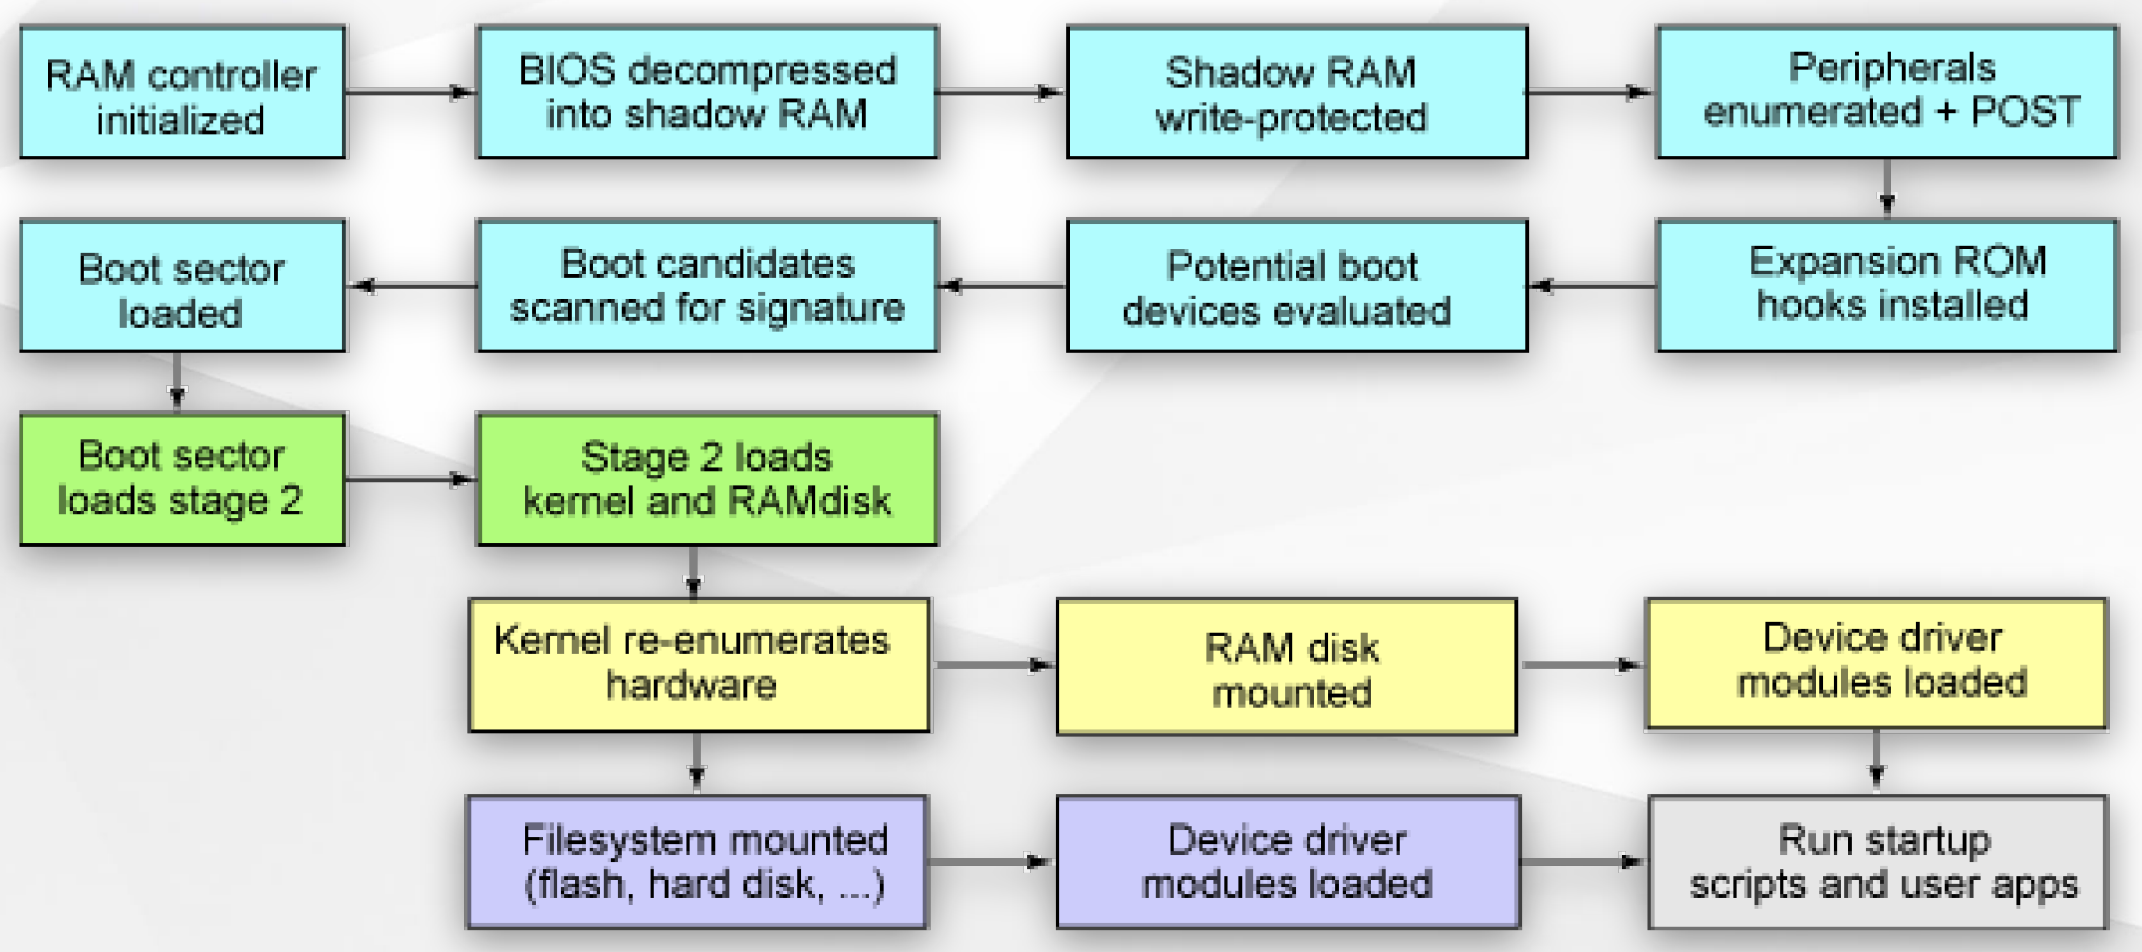 RAM controller
initialized
BIOS decompressed
into shadow RAM
Shadow RAM
write-protected
Peripherals
enumerated + POST
Boot sector
loaded
Boot candidates
scanned for signature
Potential boot
devices evaluated
Expansion ROM
hooks installed
Boot sector
loads stage 2
Stage 2 loads
kernel and RAMdisk
Kernel re-enumerates
hardware
RAM disk
mounted
Device driver
modules loaded
Filesystem mounted
(flash, hard disk, ...)
Device driver
modules loaded
Run startup
scripts and user apps